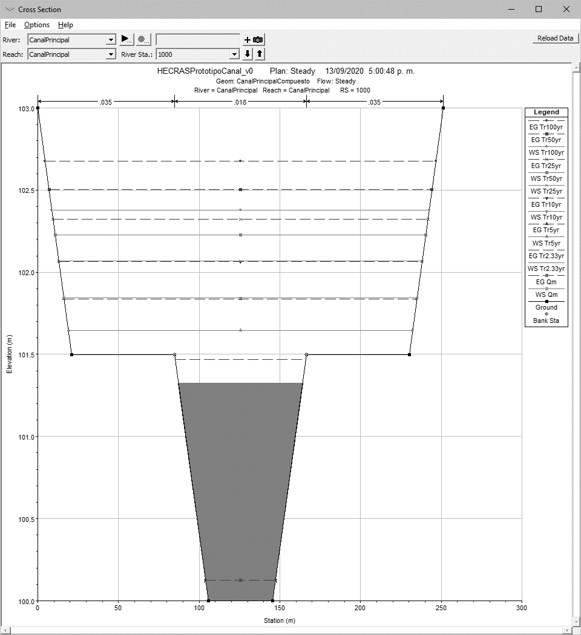 Cross Section
File Options Help
River: CanalPrincipal
Reload Data
Reach: CanalPrincipal River Sta.: 1000
HECRASPrototipoCanal_v0 Plan: Steady 13/09/2020 5:00:48 p. m.
Geom: CanalPrincipalCompuesto Flow: Steady
River = CanalPrincipal Reach = CanalPrincipal RS = 1000
.035 .018 .035
103.0
102.5
102.0
101.5
101.0
100.5
100.0
Elevation (m)
0 50 100 150 200 250 300
Station (m)
Legend
EG Tr100yr
EG Tr50yr
WS Tr100yr
EG Tr25yr
WS Tr50yr
WS Tr25yr
EG Tr10yr
WS Tr10yr
EG Tr5yr
WS Tr5yr
EG Tr2.33yr
WS Tr2.33yr
EG Qm
WS Qm
Ground
Bank Sta